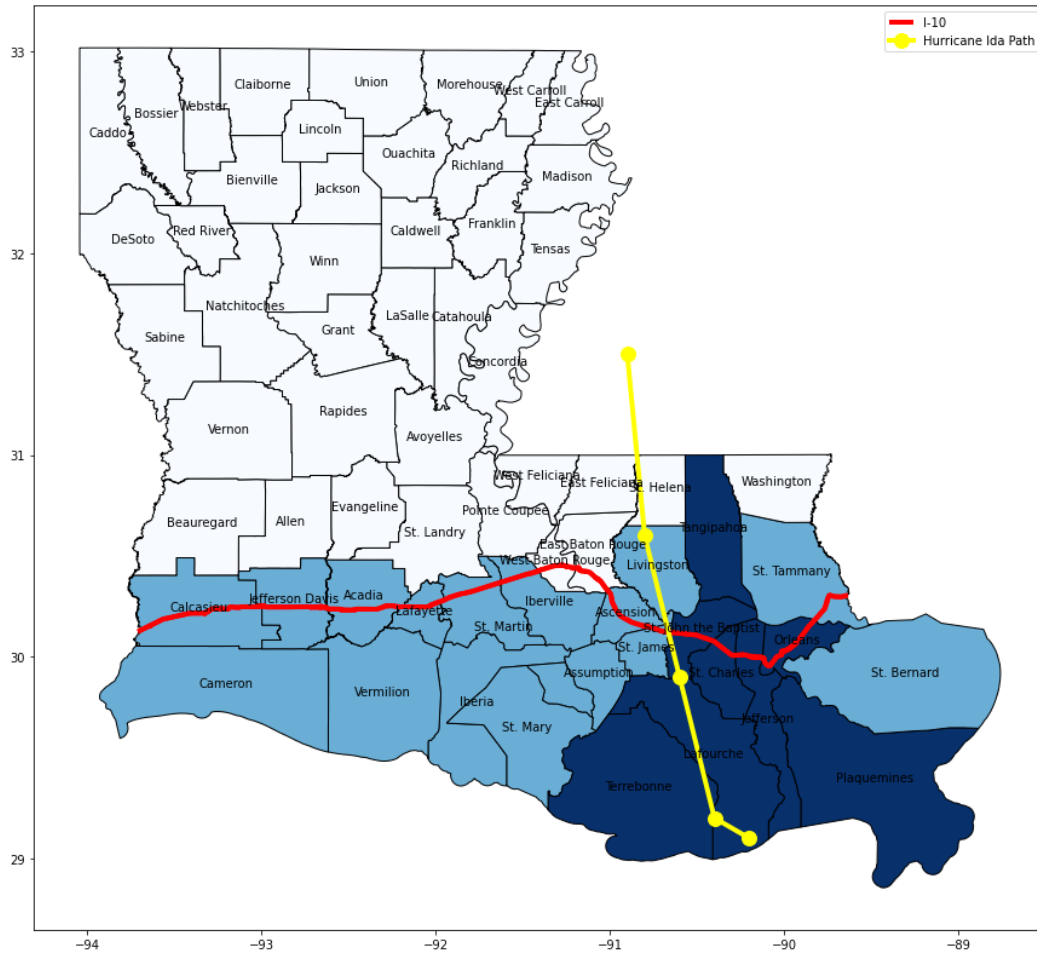 I-10
Hurricane Ida Path
33
32
31
30
29
−94
−93
−92
−91
−90
−89
Claiborne
Union
Morehouse
West Carroll
East Carroll
Webster
Bossier
Caddo
Lincoln
Ouachita
Richland
Madison
Bienville
Jackson
Franklin
Caldwell
Tensas
Red River
DeSoto
Winn
Natchitoches
LaSalle
Catahoula
Grant
Sabine
Concordia
Rapides
Vernon
Avoyelles
West Feliciana
East Feliciana
St. Helena
Washington
Evangeline
Pointe Coupee
Beauregard
Allen
St. Landry
Tangipahoa
East Baton Rouge
West Baton Rouge
Livingston
St. Tammany
Acadia
Jefferson Davis
Calcasieu
Lafayette
Iberville
Ascension
St. Martin
St. John the Baptist
Orleans
St. James
Assumption
St. Charles
St. Bernard
Cameron
Vermilion
Iberia
St. Mary
Jefferson
Lafourche
Terrebonne
Plaquemines